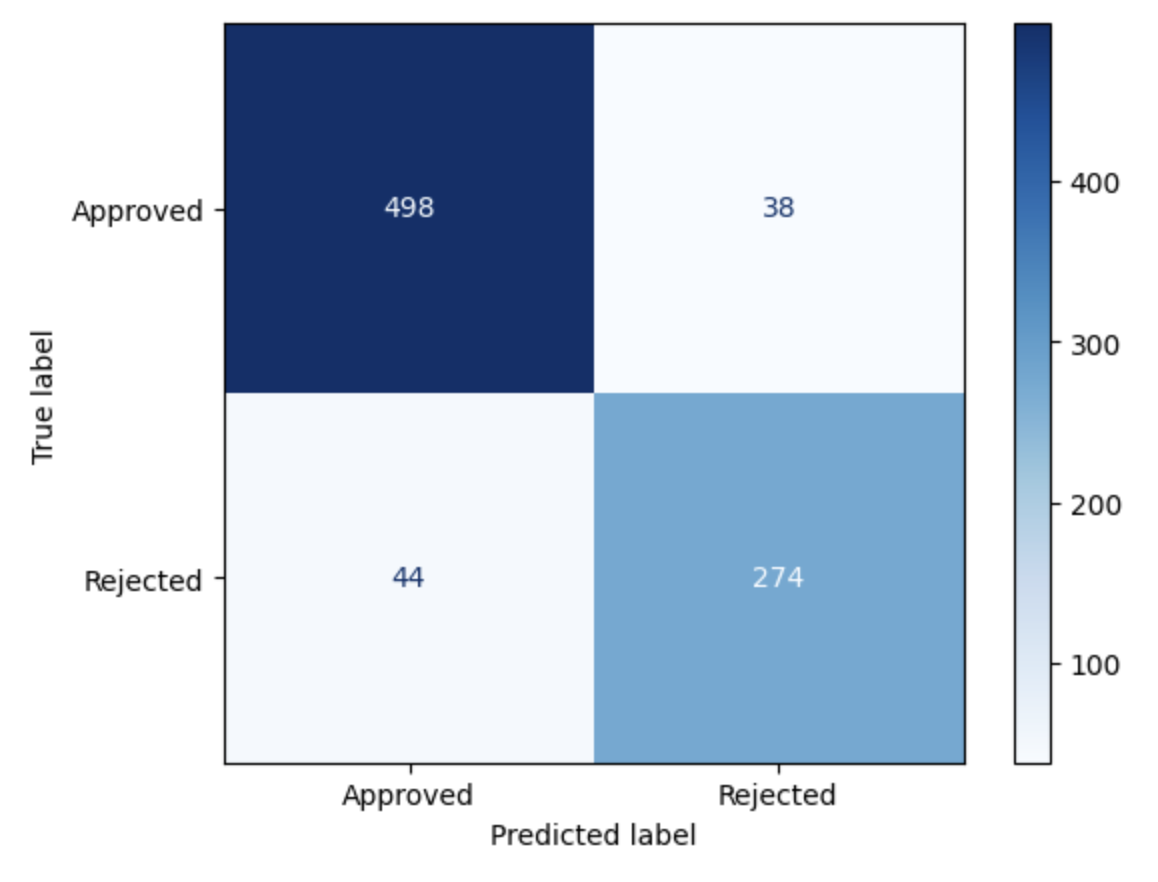 400
Approved
498
38
300
True label
200
Rejected
44
274
100
Approved
Rejected
Predicted label